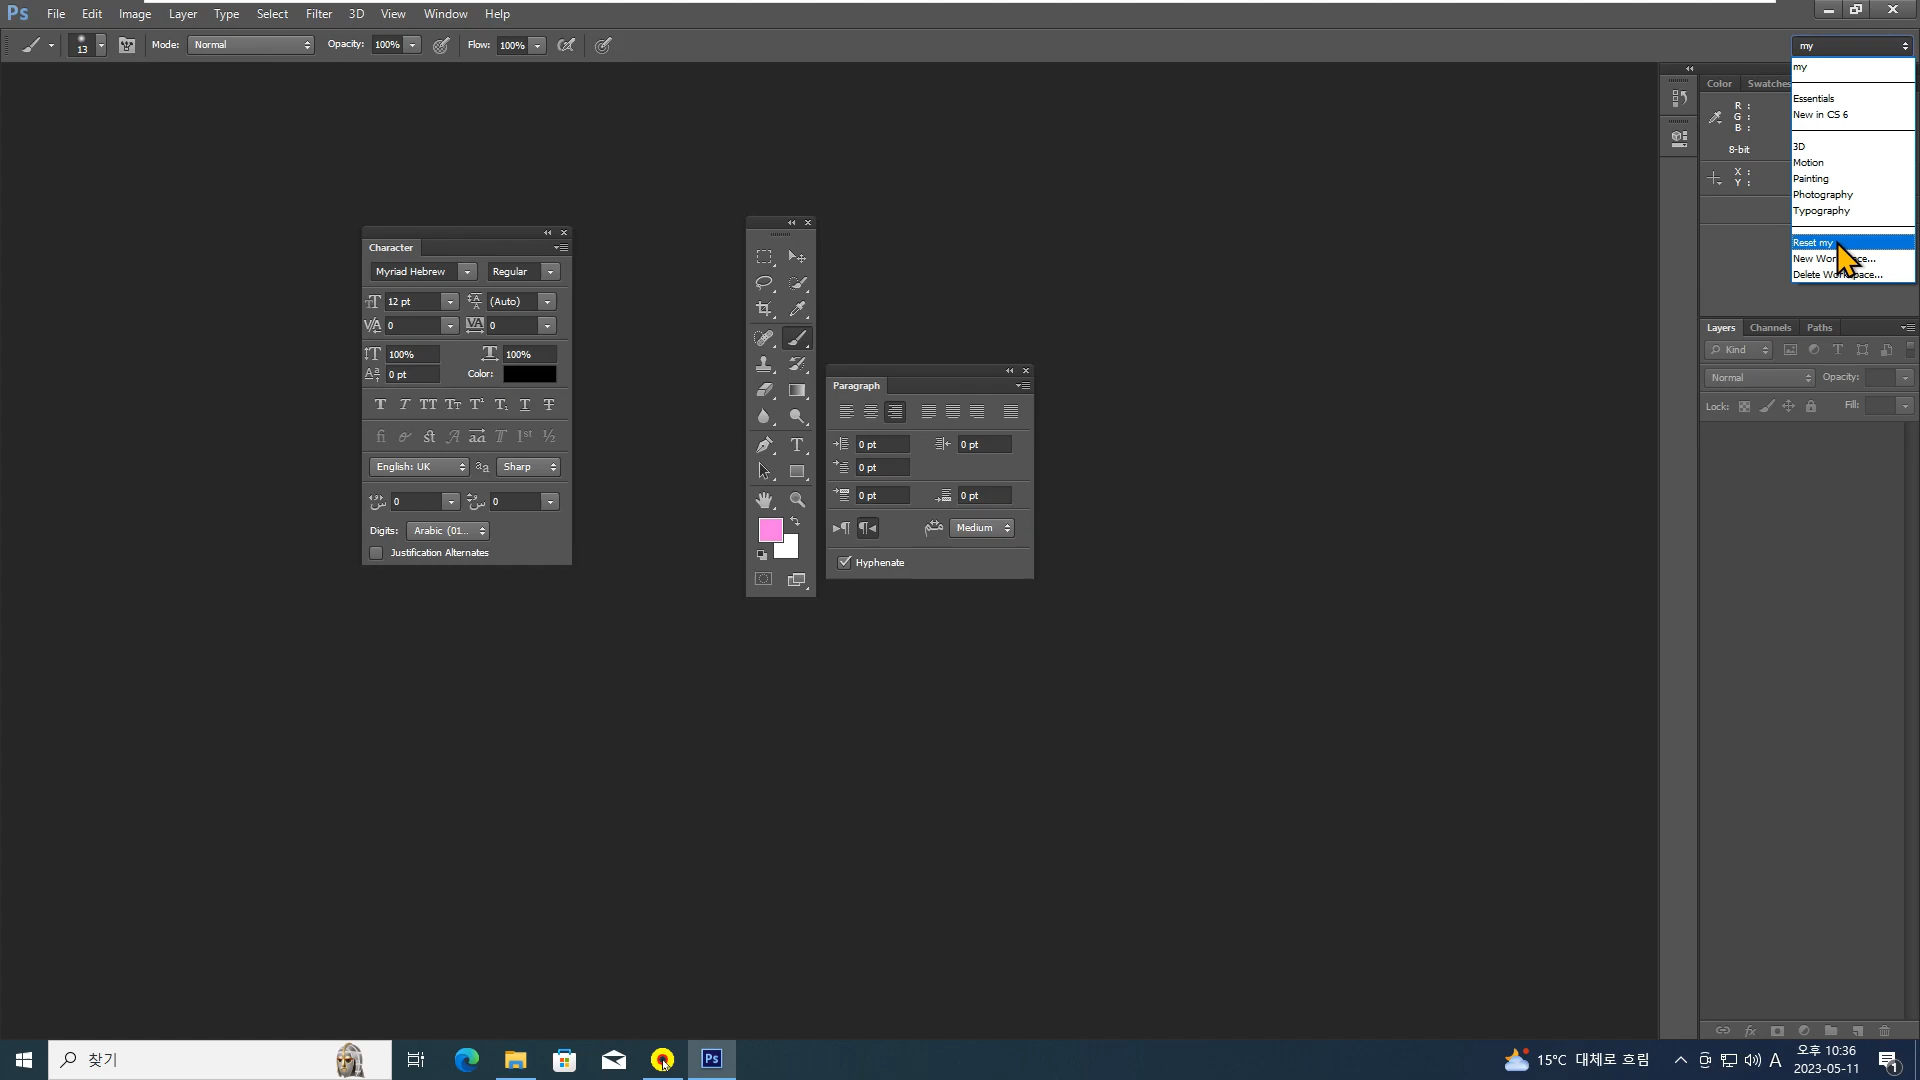 Ps File Edit Image Layer Type Select Filter 3D View Window Help
13 Mode: Normal Opacity: 100% Flow: 100% my
my
Essentials
New in CS 6
3D
Motion
Painting
Photography
Typography
Reset my
New Workspace...
Delete Workspace...
Color Swatches
R :
G :
B :
8-bit
X :
Y :
Character
Myriad Hebrew Regular
12 pt (Auto)
0 0
100% 100%
0 pt Color:
English: UK Sharp
0 0
Digits: Arabic (01...
Justification Alternates
Paragraph
0 pt 0 pt
0 pt
0 pt 0 pt
Medium
Hyphenate
Layers Channels Paths
Kind
Normal Opacity:
Lock: Fill:
찾기
Ps
15°C 대체로 흐림
A
오후 10:36
2023-05-11
1